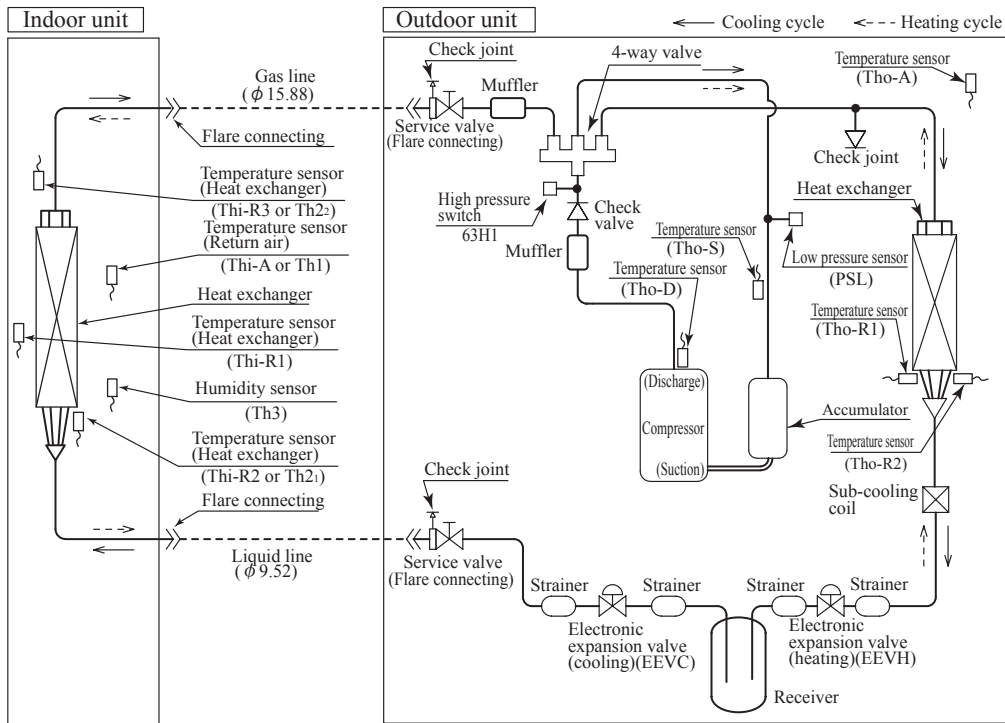 Indoor unit
Outdoor unit
Cooling cycle
Heating cycle
Gas line
(ϕ 15.88)
Flare connecting
Temperature sensor
(Heat exchanger)
(Thi-R3 or Th2₂)
Temperature sensor
(Return air)
(Thi-A or Th1)
Heat exchanger
Temperature sensor
(Heat exchanger)
(Thi-R1)
Humidity sensor
(Th3)
Temperature sensor
(Heat exchanger)
(Thi-R2 or Th2₁)
Flare connecting
Liquid line
(ϕ 9.52)
Check joint
Muffler
Service valve
(Flare connecting)
4-way valve
Temperature sensor
(Tho-A)
Check joint
High pressure
switch
63H1
Check
valve
Muffler
Temperature sensor
(Tho-S)
Temperature sensor
(Tho-D)
Heat exchanger
Low pressure sensor
(PSL)
Temperature sensor
(Tho-R1)
(Discharge)
Compressor
(Suction)
Accumulator
Temperature sensor
(Tho-R2)
Sub-cooling
coil
Check joint
Service valve
(Flare connecting)
Strainer
Strainer
Electronic
expansion valve
(cooling)(EEVC)
Strainer
Strainer
Electronic
expansion valve
(heating)(EEVH)
Receiver